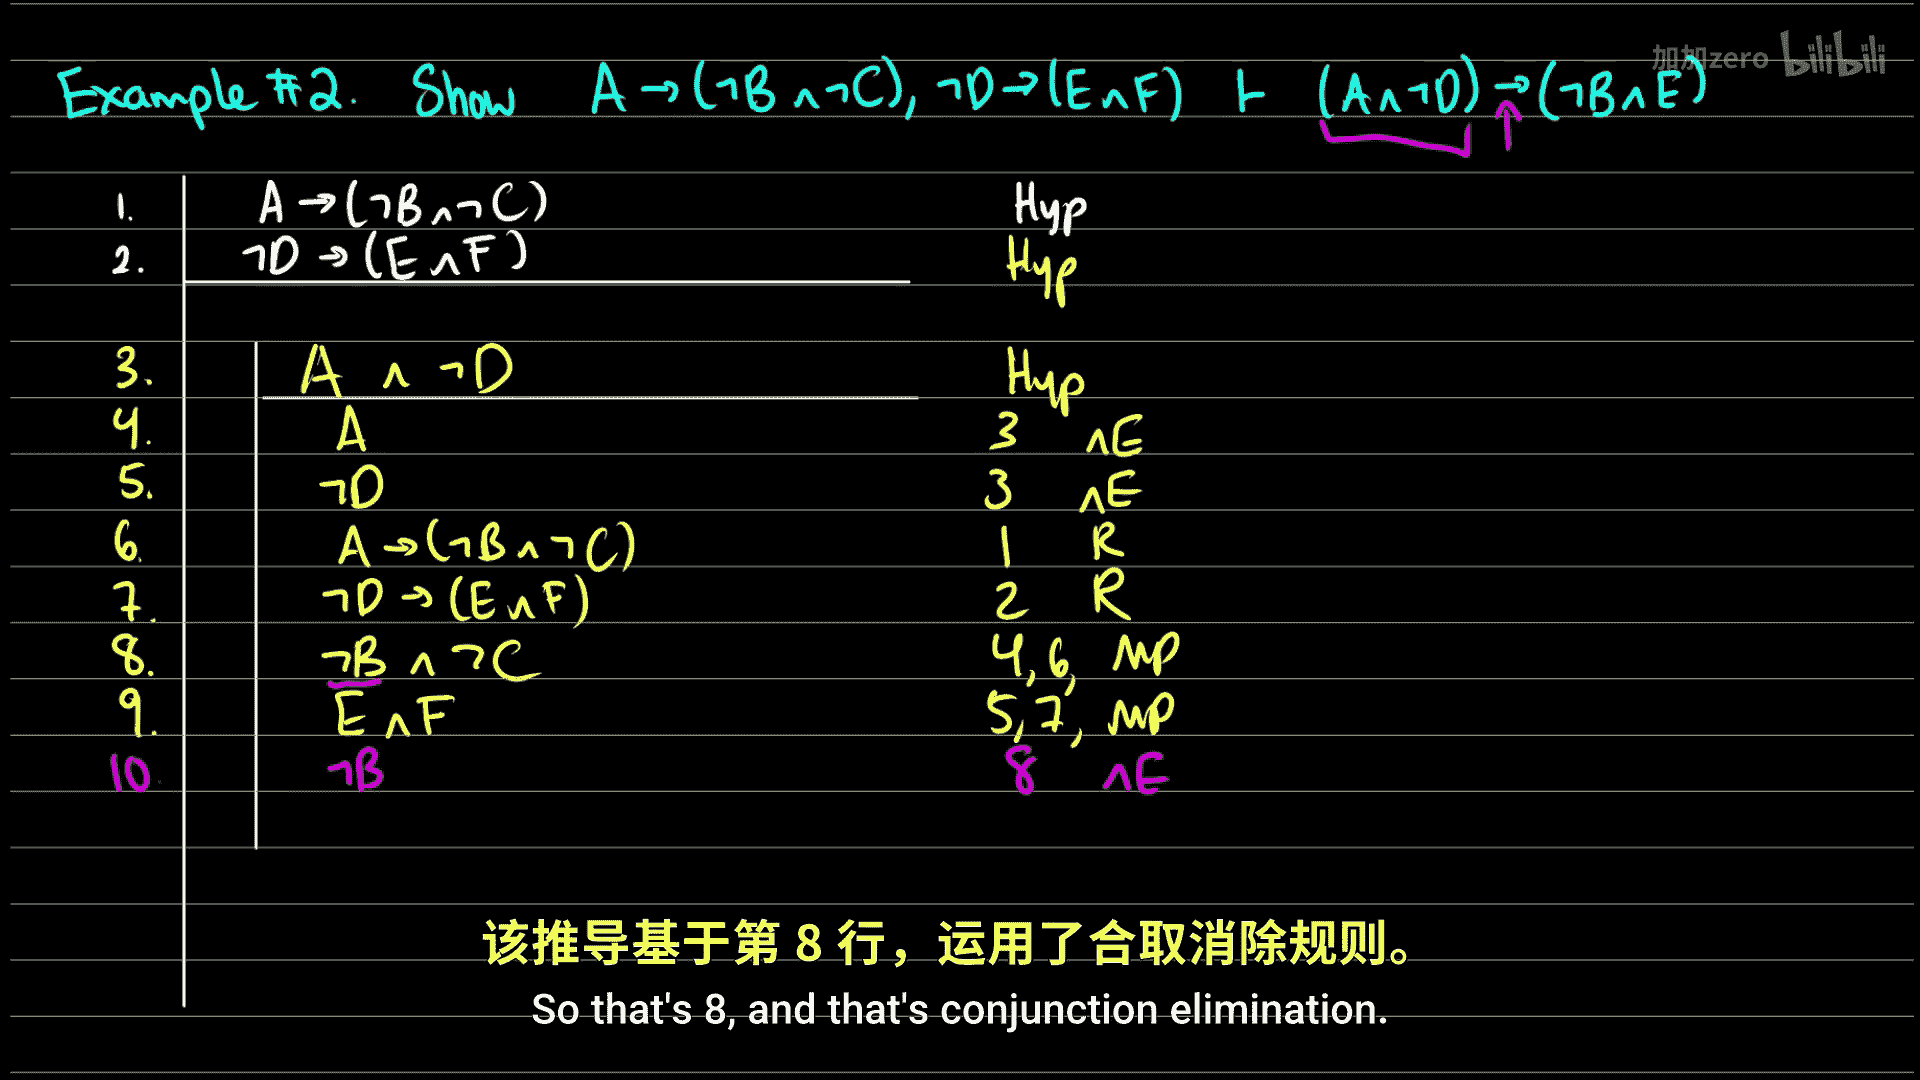 加加zero bilibili
Example #2. Show A→(¬B∧¬C), ¬D→(E∧F) ⊢ (A∧¬D)→(¬B∧E)
↑
1. A→(¬B∧¬C) Hyp
2. ¬D→(E∧F) Hyp
3. A∧¬D Hyp
4. A 3 ∧E
5. ¬D 3 ∧E
6. A→(¬B∧¬C) 1 R
7. ¬D→(E∧F) 2 R
8. ¬B∧¬C 4,6, MP
9. E∧F 5,7, MP
10. ¬B 8 ∧E
该推导基于第 8 行，运用了合取消除规则。
So that's 8, and that's conjunction elimination.